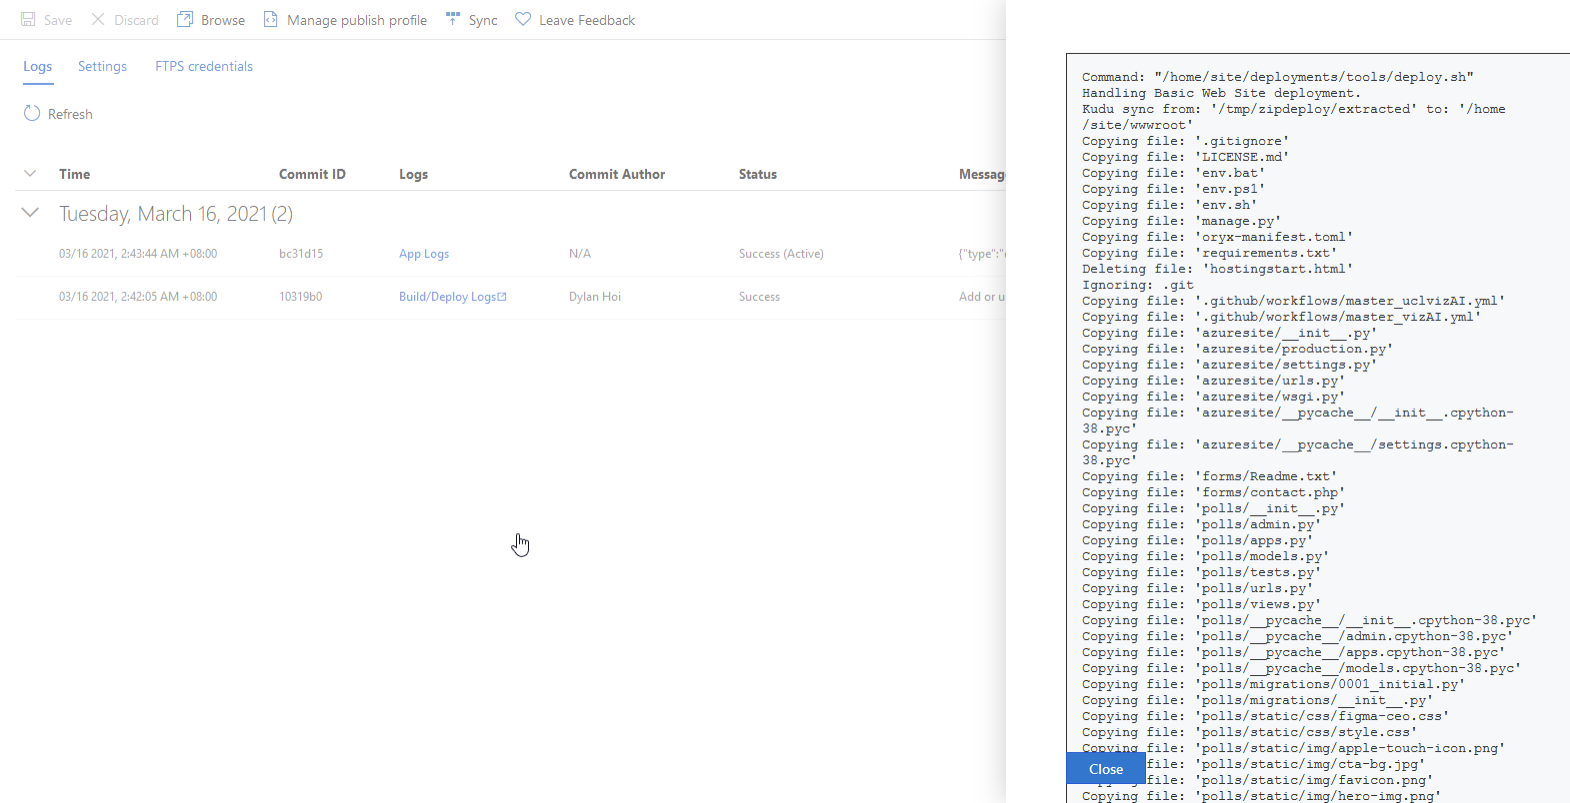 Save Discard Browse Manage publish profile Sync Leave Feedback
Logs Settings FTPS credentials
Refresh
Time Commit ID Logs Commit Author Status Messag
Tuesday, March 16, 2021 (2)
03/16 2021, 2:43:44 AM +08:00 bc31d15 App Logs N/A Success (Active) {"type":"
03/16 2021, 2:42:05 AM +08:00 10319b0 Build/Deploy Logs Dylan Hoi Success Add or u
Command: "/home/site/deployments/tools/deploy.sh"
Handling Basic Web Site deployment.
Kudu sync from: '/tmp/zipdeploy/extracted' to: '/home
/site/wwwroot'
Copying file: '.gitignore'
Copying file: 'LICENSE.md'
Copying file: 'env.bat'
Copying file: 'env.ps1'
Copying file: 'env.sh'
Copying file: 'manage.py'
Copying file: 'oryx-manifest.toml'
Copying file: 'requirements.txt'
Deleting file: 'hostingstart.html'
Ignoring: .git
Copying file: '.github/workflows/master_uclvizAI.yml'
Copying file: '.github/workflows/master_vizAI.yml'
Copying file: 'azuresite/__init__.py'
Copying file: 'azuresite/production.py'
Copying file: 'azuresite/settings.py'
Copying file: 'azuresite/urls.py'
Copying file: 'azuresite/wsgi.py'
Copying file: 'azuresite/__pycache__/__init__.cpython-
38.pyc'
Copying file: 'azuresite/__pycache__/settings.cpython-
38.pyc'
Copying file: 'forms/Readme.txt'
Copying file: 'forms/contact.php'
Copying file: 'polls/__init__.py'
Copying file: 'polls/admin.py'
Copying file: 'polls/apps.py'
Copying file: 'polls/models.py'
Copying file: 'polls/tests.py'
Copying file: 'polls/urls.py'
Copying file: 'polls/views.py'
Copying file: 'polls/__pycache__/__init__.cpython-38.pyc'
Copying file: 'polls/__pycache__/admin.cpython-38.pyc'
Copying file: 'polls/__pycache__/apps.cpython-38.pyc'
Copying file: 'polls/__pycache__/models.cpython-38.pyc'
Copying file: 'polls/migrations/0001_initial.py'
Copying file: 'polls/migrations/__init__.py'
Copying file: 'polls/static/css/figma-ceo.css'
Copying file: 'polls/static/css/style.css'
Copying file: 'polls/static/img/apple-touch-icon.png'
file: 'polls/static/img/cta-bg.jpg'
file: 'polls/static/img/favicon.png'
Copying file: 'polls/static/img/hero-img.png'
Close